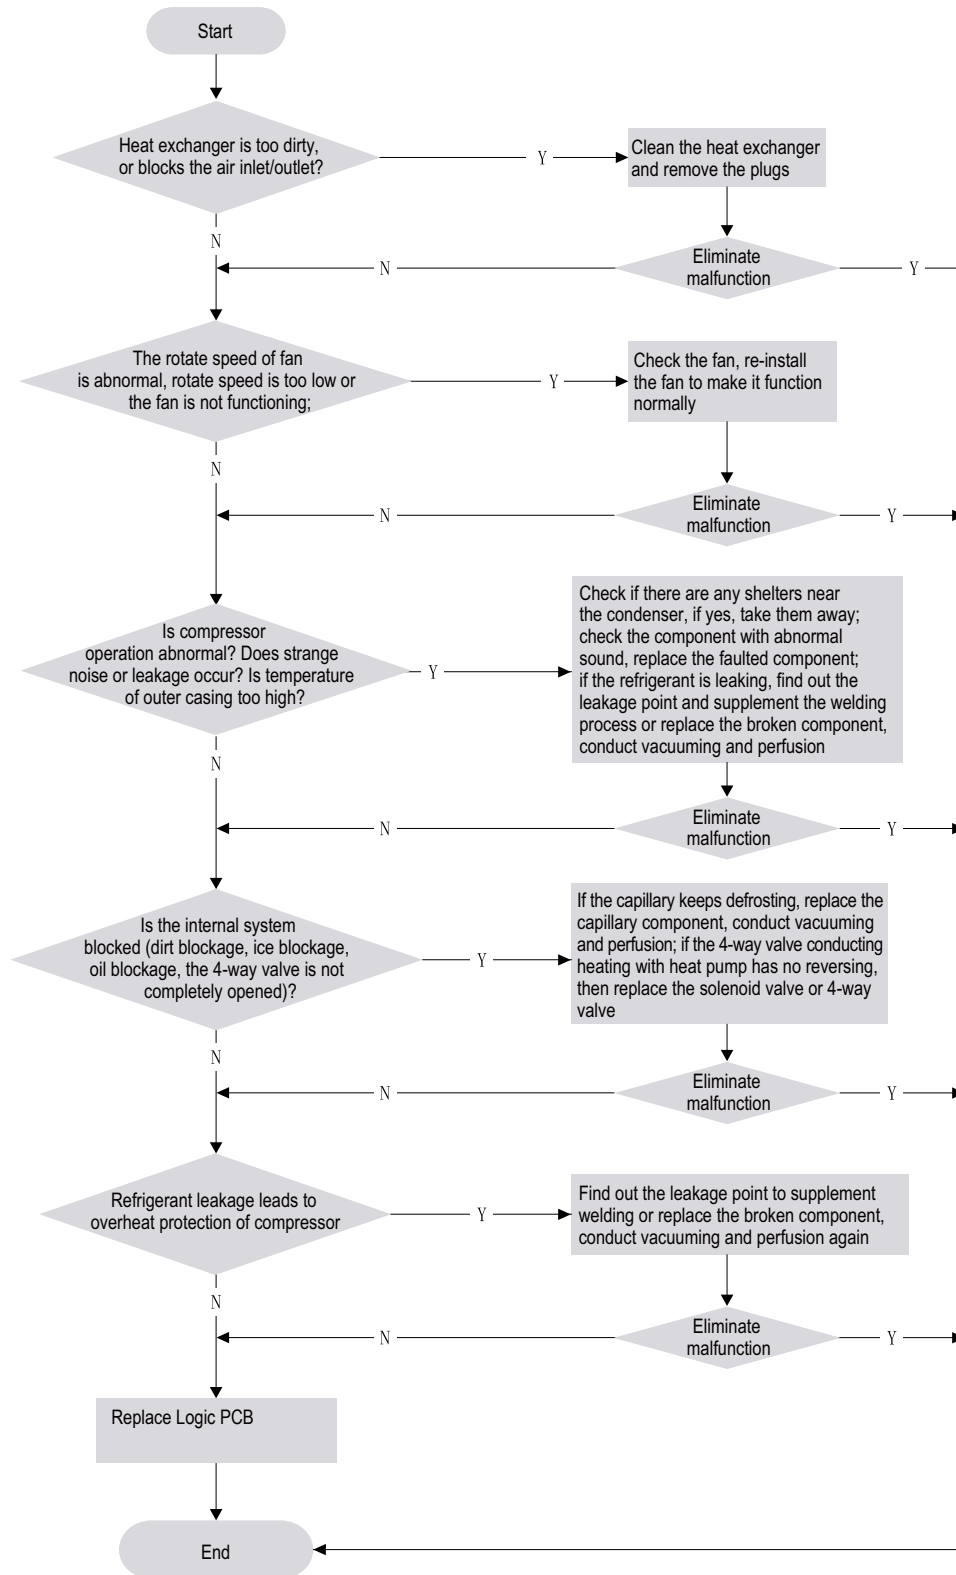 Start
Heat exchanger is too dirty,
or blocks the air inlet/outlet?
Y
Clean the heat exchanger
and remove the plugs
N
Eliminate
malfunction
N
Y
The rotate speed of fan
is abnormal, rotate speed is too low or
the fan is not functioning;
Y
Check the fan, re-install
the fan to make it function
normally
N
Eliminate
malfunction
N
Y
Is compressor
operation abnormal? Does strange
noise or leakage occur? Is temperature
of outer casing too high?
Y
Check if there are any shelters near
the condenser, if yes, take them away;
check the component with abnormal
sound, replace the faulted component;
if the refrigerant is leaking, find out the
leakage point and supplement the welding
process or replace the broken component,
conduct vacuuming and perfusion
N
Eliminate
malfunction
N
Y
Is the internal system
blocked (dirt blockage, ice blockage,
oil blockage, the 4-way valve is not
completely opened)?
Y
If the capillary keeps defrosting, replace the
capillary component, conduct vacuuming
and perfusion; if the 4-way valve conducting
heating with heat pump has no reversing,
then replace the solenoid valve or 4-way
valve
N
Eliminate
malfunction
N
Y
Refrigerant leakage leads to
overheat protection of compressor
Y
Find out the leakage point to supplement
welding or replace the broken component,
conduct vacuuming and perfusion again
N
Eliminate
malfunction
N
Y
Replace Logic PCB
End